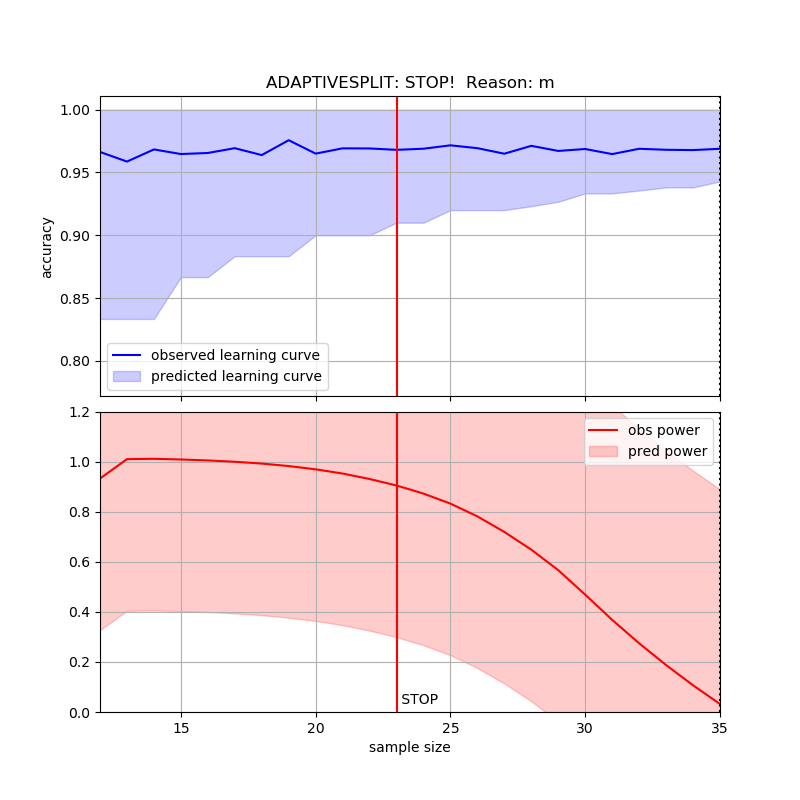 ADAPTIVESPLIT: STOP!  Reason: m
1.00
0.95
0.90
0.85
0.80
accuracy
observed learning curve
predicted learning curve
1.2
1.0
0.8
0.6
0.4
0.2
0.0
obs power
pred power
STOP
15 20 25 30 35
sample size